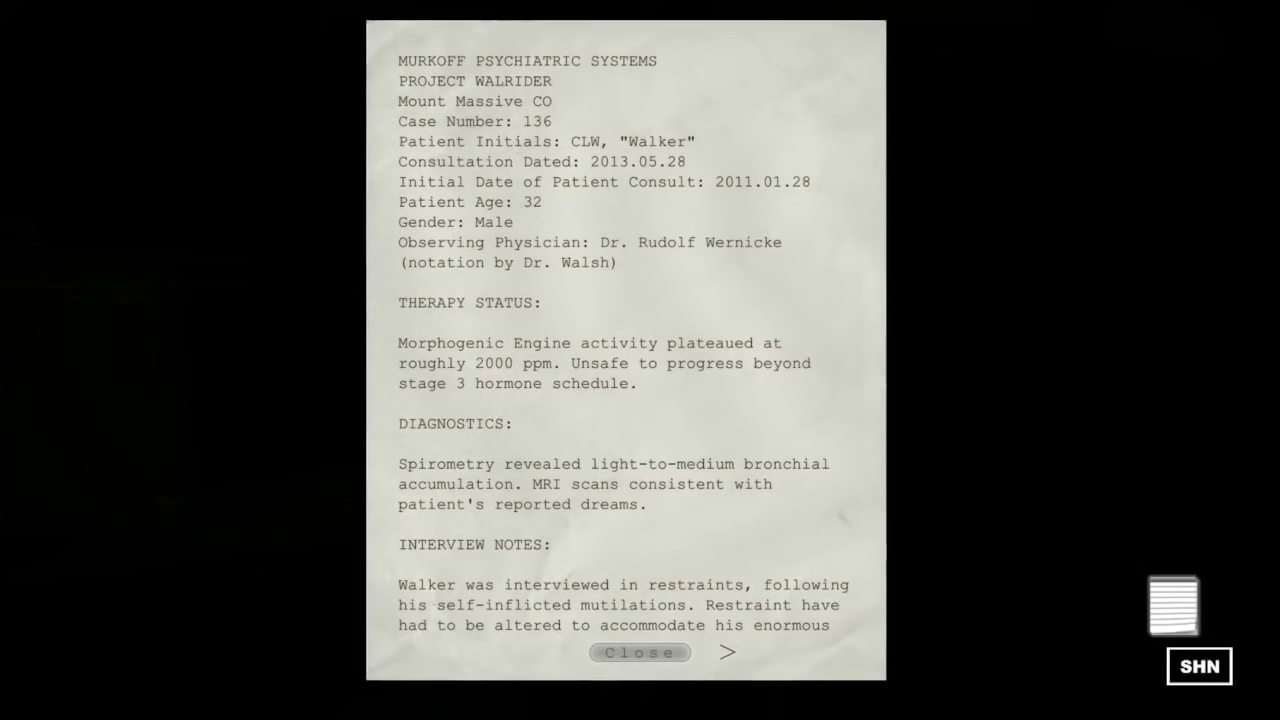 MURKOFF PSYCHIATRIC SYSTEMS
PROJECT WALRIDER
Mount Massive CO
Case Number: 136
Patient Initials: CLW, "Walker"
Consultation Dated: 2013.05.28
Initial Date of Patient Consult: 2011.01.28
Patient Age: 32
Gender: Male
Observing Physician: Dr. Rudolf Wernicke
(notation by Dr. Walsh)
THERAPY STATUS:
Morphogenic Engine activity plateaued at
roughly 2000 ppm. Unsafe to progress beyond
stage 3 hormone schedule.
DIAGNOSTICS:
Spirometry revealed light-to-medium bronchial
accumulation. MRI scans consistent with
patient's reported dreams.
INTERVIEW NOTES:
Walker was interviewed in restraints, following
his self-inflicted mutilations. Restraint have
had to be altered to accommodate his enormous
Close >
SHN